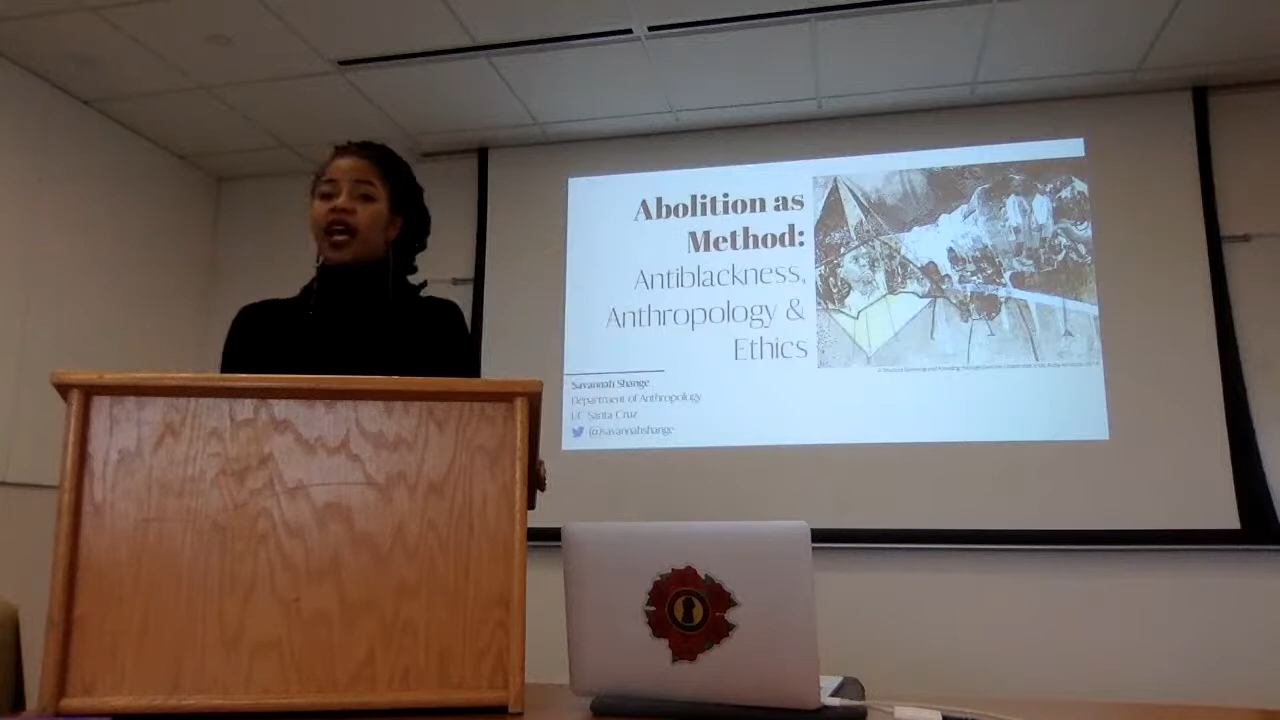 Abolition as
Method:
Antiblackness,
Anthropology &
Ethics
Savannah Shange
Department of Anthropology
UC Santa Cruz
@savannahshange